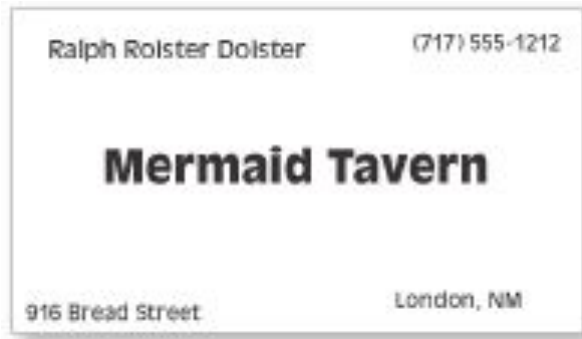 Ralph Roister Doister
(717) 555-1212
Mermaid Tavern
916 Bread Street
London, NM